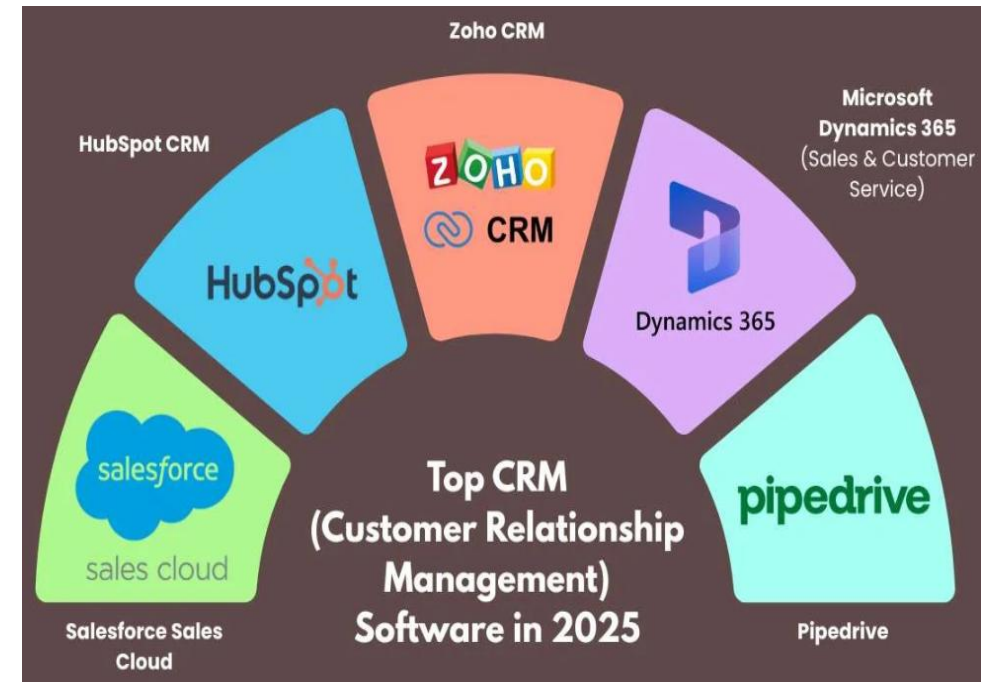 Zoho CRM
HubSpot CRM
Microsoft
Dynamics 365
(Sales & Customer
Service)
ZOHO
CRM
HubSpot
Dynamics 365
salesforce
sales cloud
pipedrive
Top CRM
(Customer Relationship
Management)
Software in 2025
Salesforce Sales
Cloud
Pipedrive